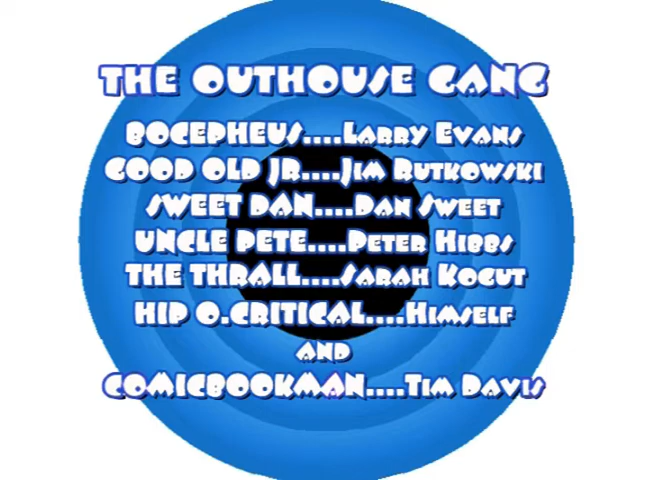 THE OUTHOUSE GANG
BOCEPHEUS....Larry Evans
GOOD OLD JR....Jim Rutkowski
SWEET DAN....Dan Sweet
UNCLE PETE....Peter Hibbs
THE THRALL....Sarah Kogut
HIP O.CRITICAL....Himself
AND
COMICBOOKMAN....Tim Davis